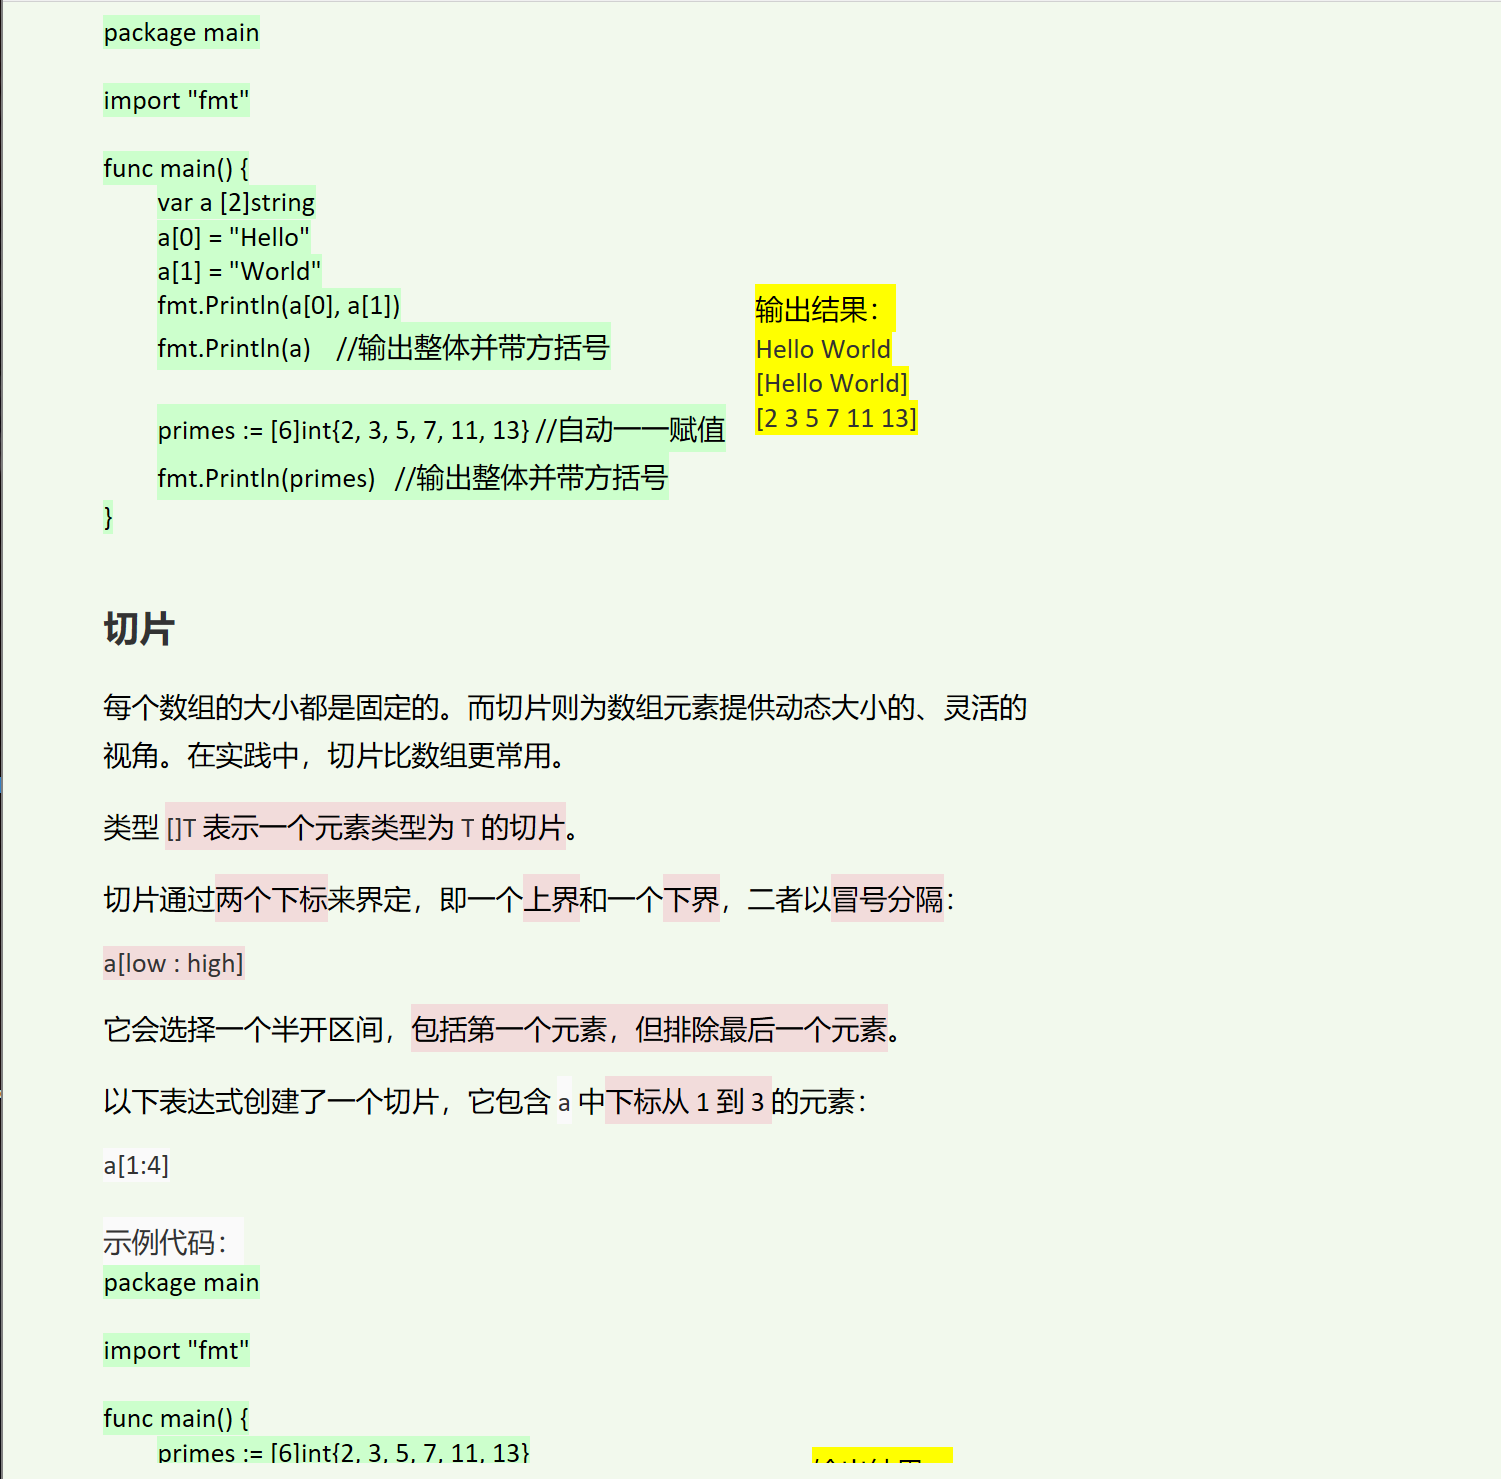 package main
import "fmt"
func main() {
var a [2]string
a[0] = "Hello"
a[1] = "World"
fmt.Println(a[0], a[1])
fmt.Println(a)    //输出整体并带方括号
primes := [6]int{2, 3, 5, 7, 11, 13} //自动一一赋值
fmt.Println(primes)   //输出整体并带方括号
}
输出结果：
Hello World
[Hello World]
[2 3 5 7 11 13]
切片
每个数组的大小都是固定的。而切片则为数组元素提供动态大小的、灵活的
视角。在实践中，切片比数组更常用。
类型 []T 表示一个元素类型为 T 的切片。
切片通过两个下标来界定，即一个上界和一个下界，二者以冒号分隔：
a[low : high]
它会选择一个半开区间，包括第一个元素，但排除最后一个元素。
以下表达式创建了一个切片，它包含 a 中下标从 1 到 3 的元素：
a[1:4]
示例代码：
package main
import "fmt"
func main() {
primes := [6]int{2, 3, 5, 7, 11, 13}